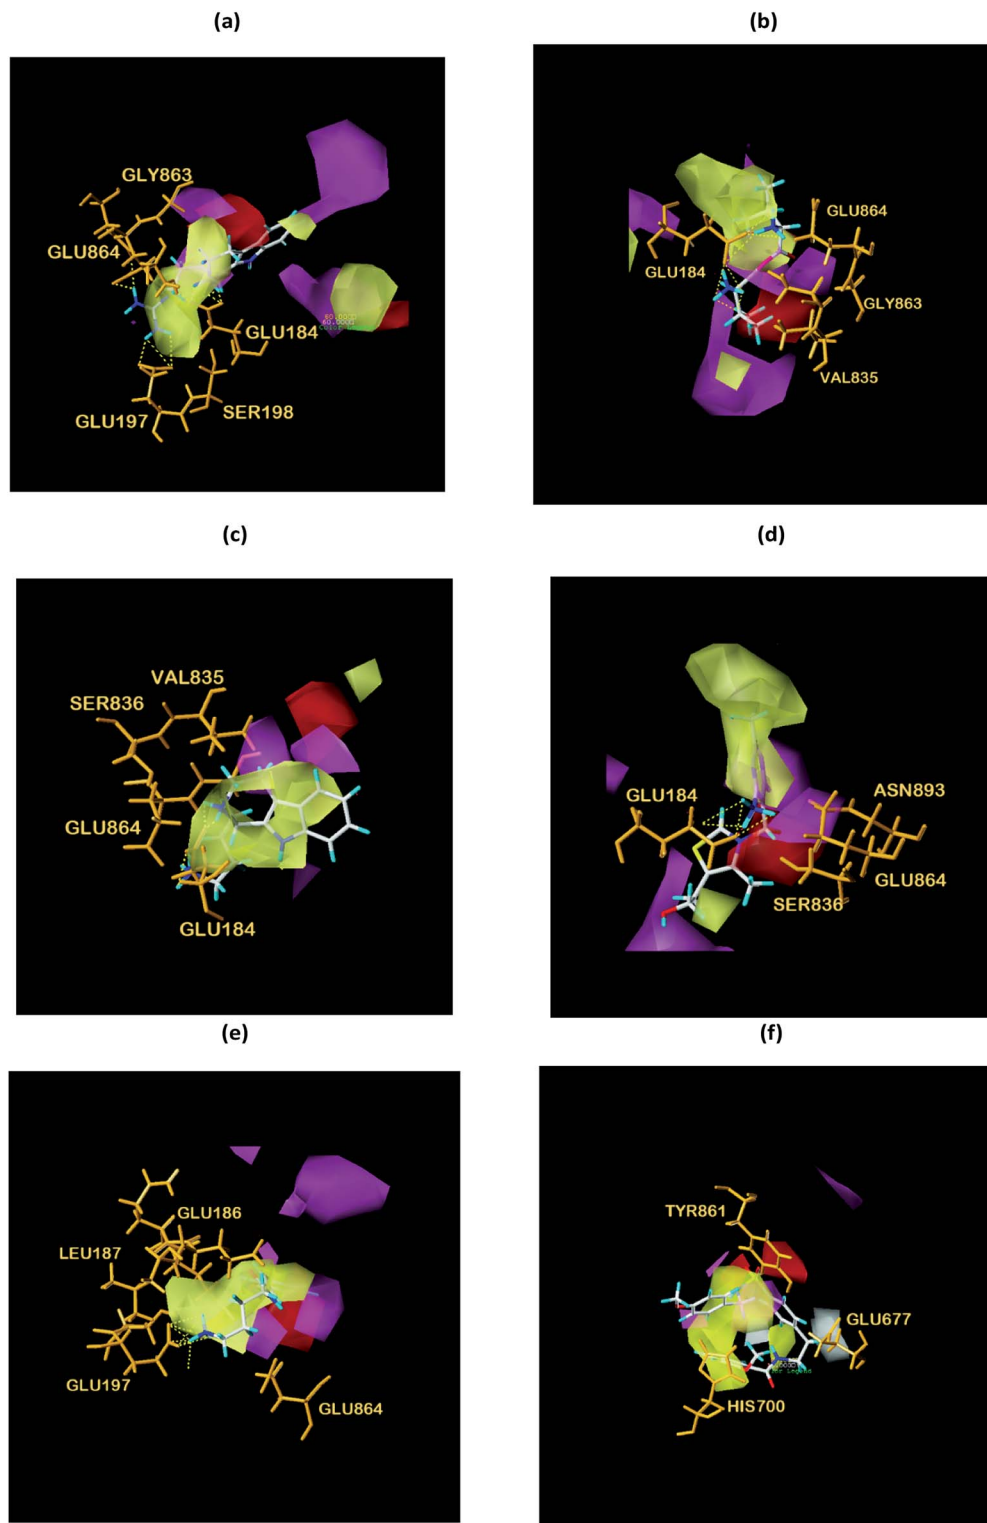 (a)
(b)
GLY863
GLU864
GLU184
GLU197
SER198
GLU864
GLU184
GLY863
VAL835
(c)
(d)
VAL835
SER836
GLU864
GLU184
GLU184
ASN893
GLU864
SER836
(e)
(f)
GLU186
LEU187
GLU197
GLU864
TYR861
GLU677
HIS700